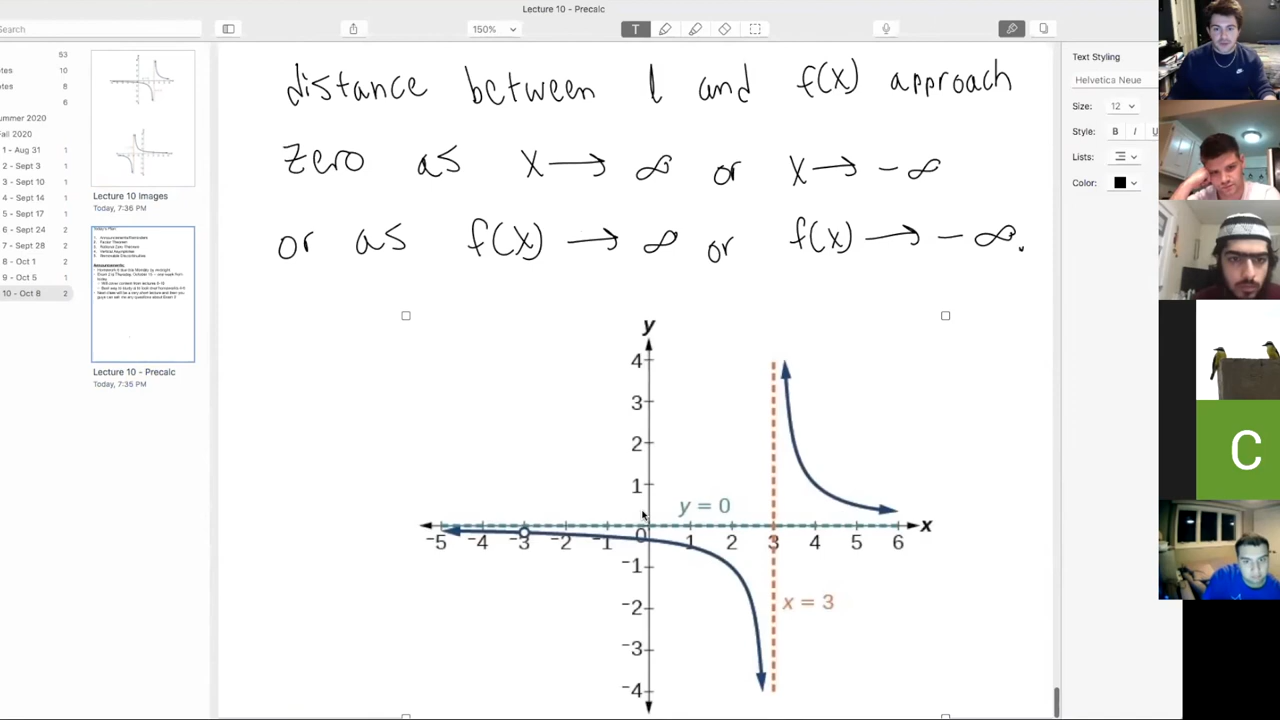 Lecture 10 - Precalc
Search
150%
T
53
otes 10
otes 8
6
ummer 2020
Fall 2020
1 - Aug 31 1
2 - Sept 3 1
3 - Sept 10 1
4 - Sept 14 1
5 - Sept 17 1
6 - Sept 24 2
7 - Sept 28 2
8 - Oct 1 2
9 - Oct 5 1
10 - Oct 8 2
Lecture 10 Images
Today, 7:36 PM
Lecture 10 - Precalc
Today, 7:35 PM
distance between l and f(x) approach
zero as x → ∞ or x → - ∞
or as f(x) → ∞ or f(x) → - ∞.
y
4
3
2
1
y = 0
x
-5 -4 -3 -2 -1 0 1 2 3 4 5 6
-1
-2
x = 3
-3
-4
Text Styling
Helvetica Neue
Size: 12
Style: B I U
Lists:
Color:
C